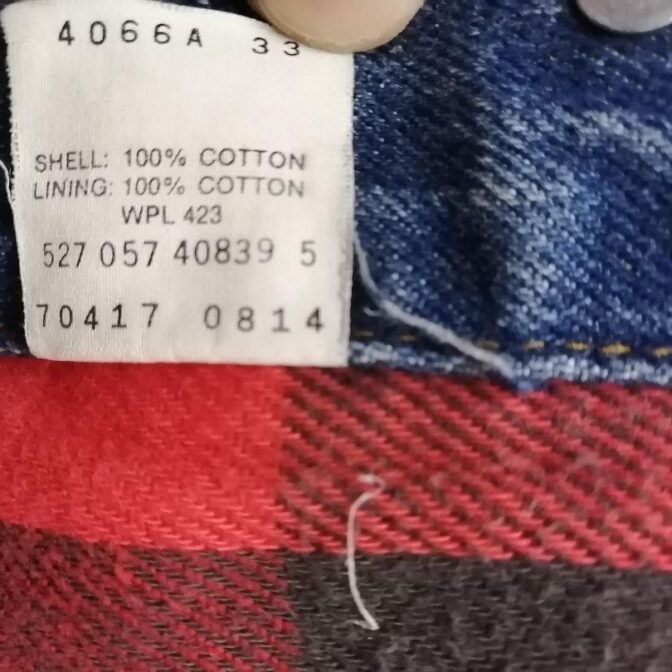 4066A 33
SHELL: 100% COTTON
LINING: 100% COTTON
WPL 423
527 057 40839 5
70417 0814